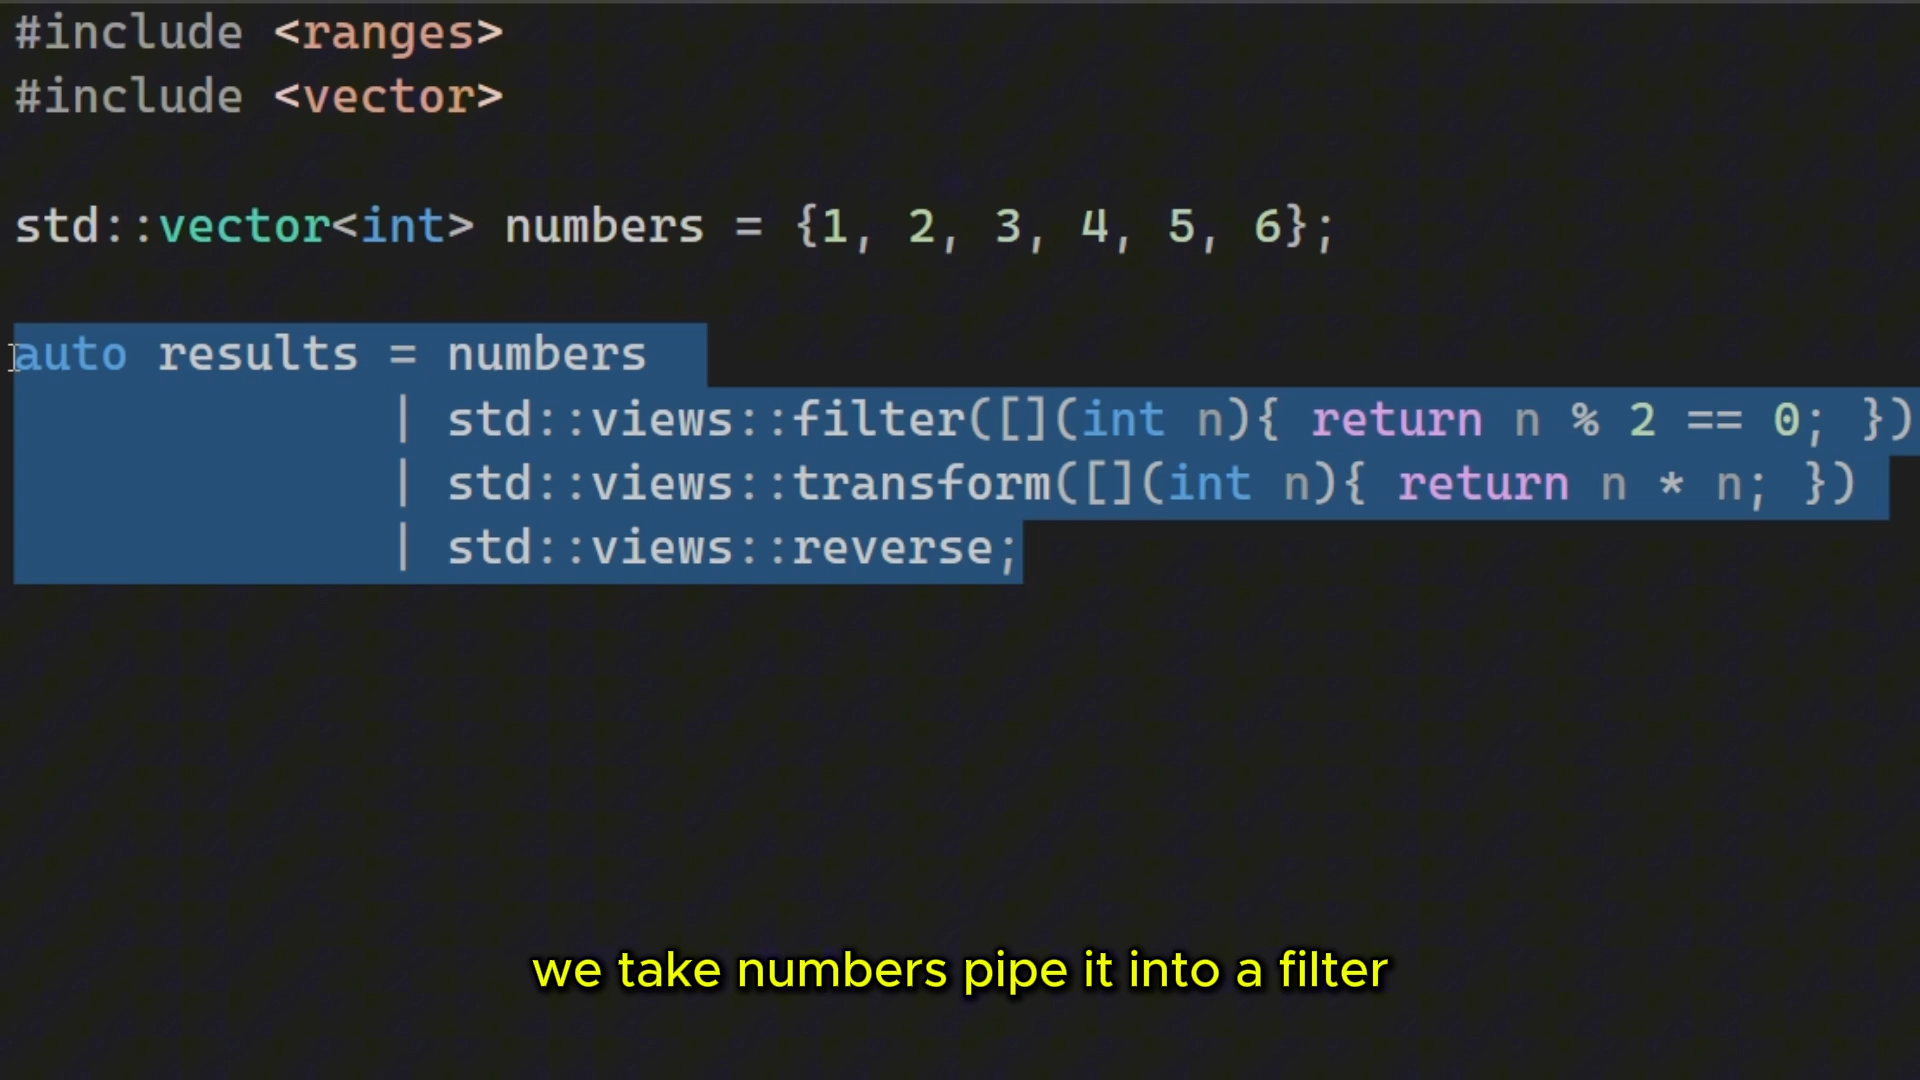 #include <ranges>
#include <vector>
std::vector<int> numbers = {1, 2, 3, 4, 5, 6};
auto results = numbers
| std::views::filter([](int n){ return n % 2 == 0; })
| std::views::transform([](int n){ return n * n; })
| std::views::reverse;
we take numbers pipe it into a filter